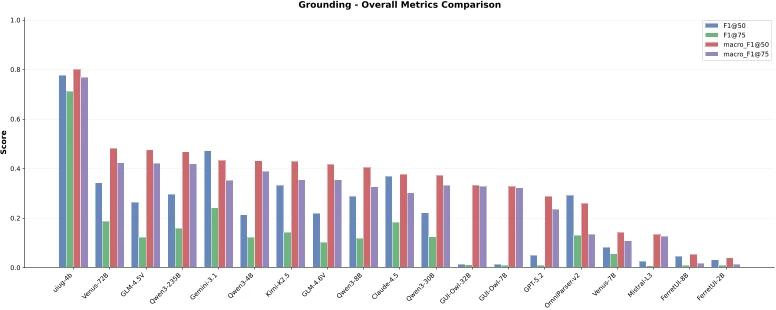 Grounding - Overall Metrics Comparison
F1@50
F1@75
macro_F1@50
macro_F1@75
Score
1.0
0.8
0.6
0.4
0.2
0.0
ulug-4b
Venus-72B
GLM-4.5V
Qwen3-235B
Gemini-3.1
Qwen3-4B
Kimi-K2.5
GLM-4.6V
Qwen3-8B
Claude-4.5
Qwen3-30B
GUI-Owl-32B
GUI-Owl-7B
GPT-5.2
OmniParser-v2
Venus-7B
Mistral-L3
FerretUI-8B
FerretUI-2B